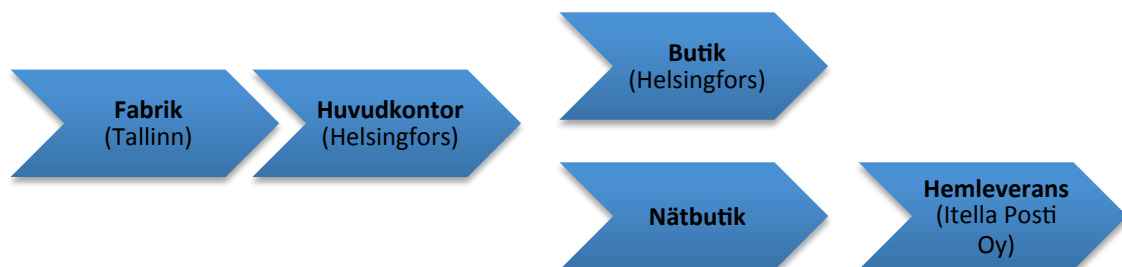 Fabrik
(Tallinn)
Huvudkontor
(Helsingfors)
Butik
(Helsingfors)
Nätbutik
Hemleverans
(Itella Posti
Oy)